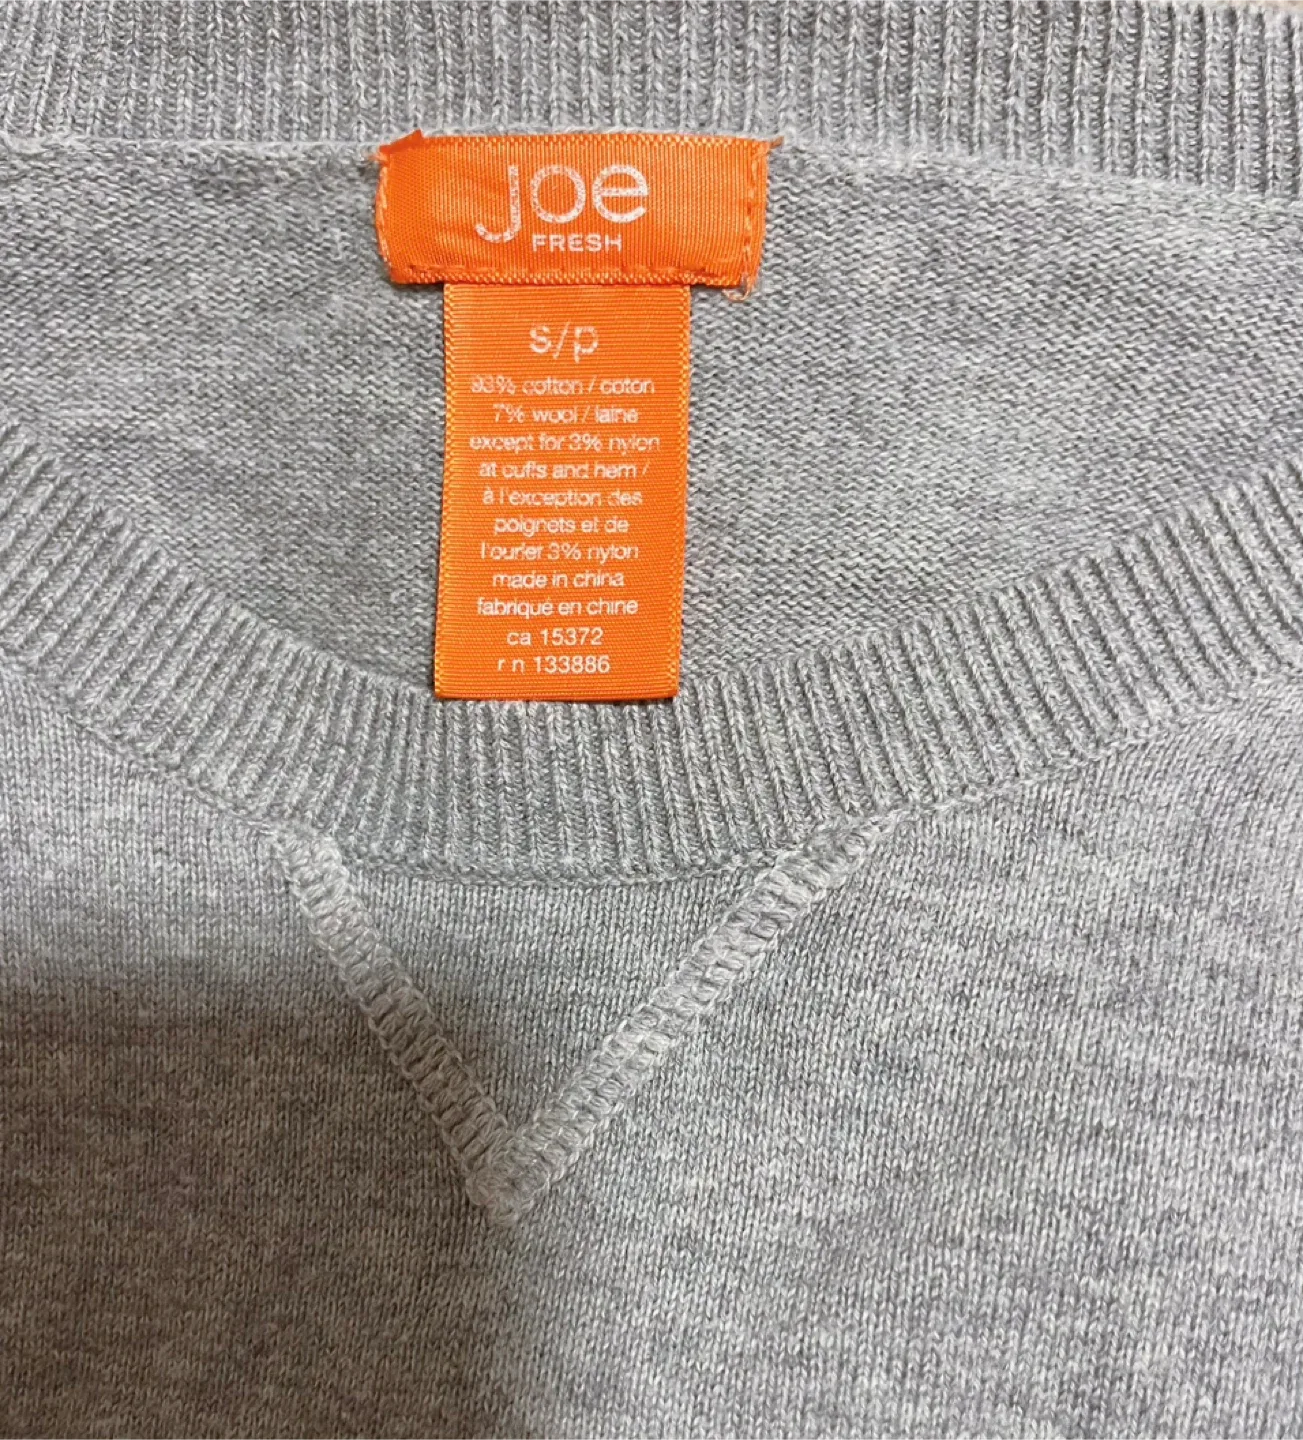 joe
FRESH
s/p
93% cotton / coton
7% wool / laine
except for 3% nylon
at cuffs and hem /
à l'exception des
poignets et de
l'ourlet 3% nylon
made in china
fabriqué en chine
ca 15372
rn 133886